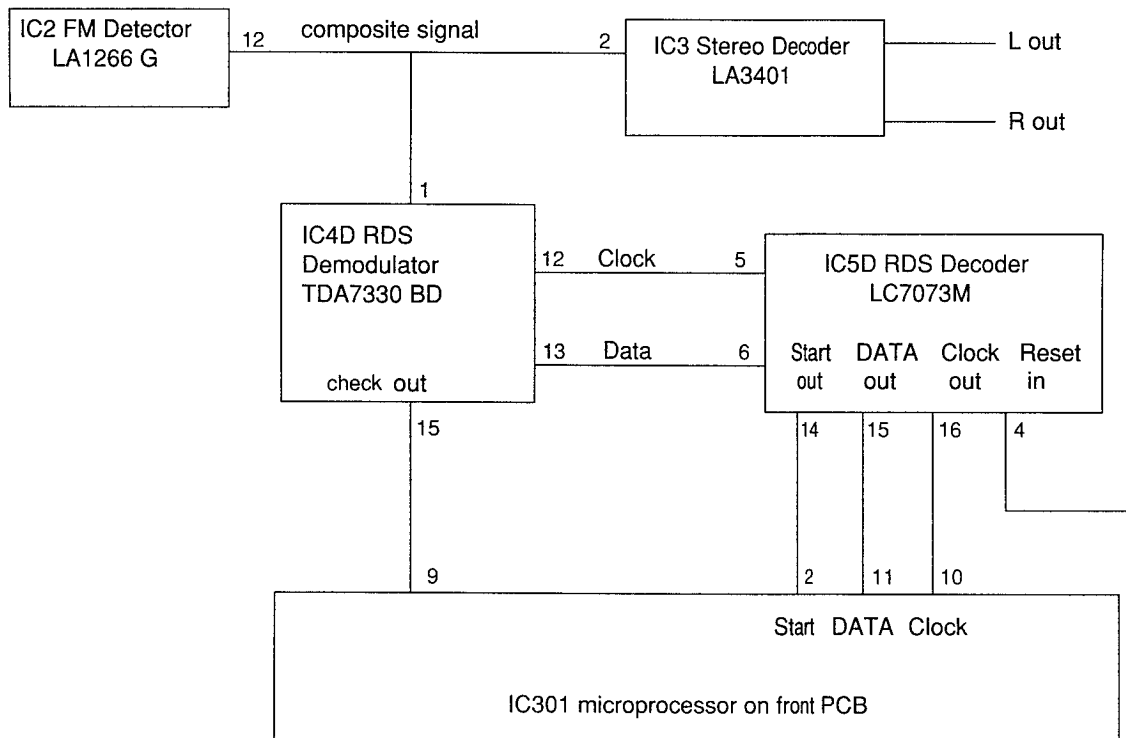 IC2 FM Detector
LA1266 G
12
composite signal
2
IC3 Stereo Decoder
LA3401
L out
R out
1
IC4D RDS
Demodulator
TDA7330 BD
check out
12
Clock
5
13
Data
6
IC5D RDS Decoder
LC7073M
Start DATA Clock Reset
out out out in
15
14
15
16
4
9
2
11
10
Start DATA Clock
IC301 microprocessor on front PCB